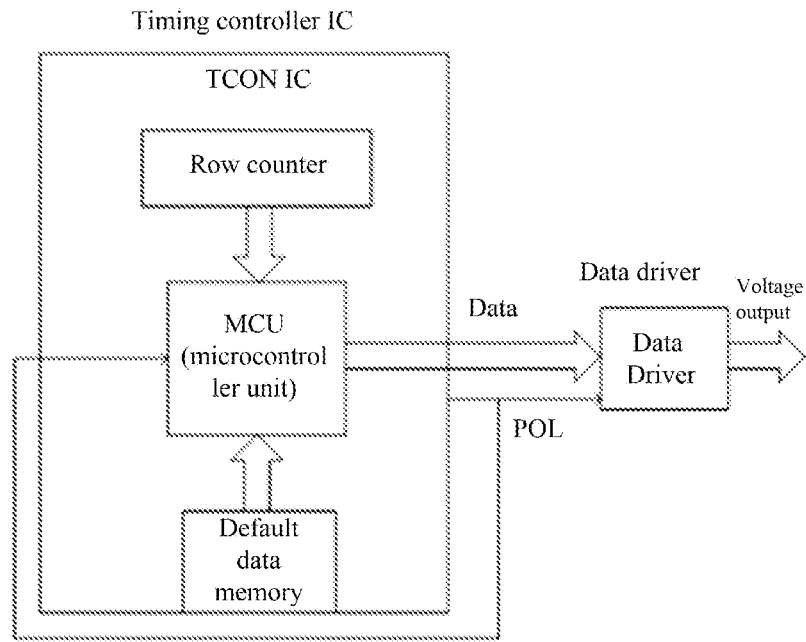 Timing controller IC
TCON IC
Row counter
MCU
(microcontrol
ler unit)
Default
data
memory
Data
POL
Data driver
Data
Driver
Voltage
output